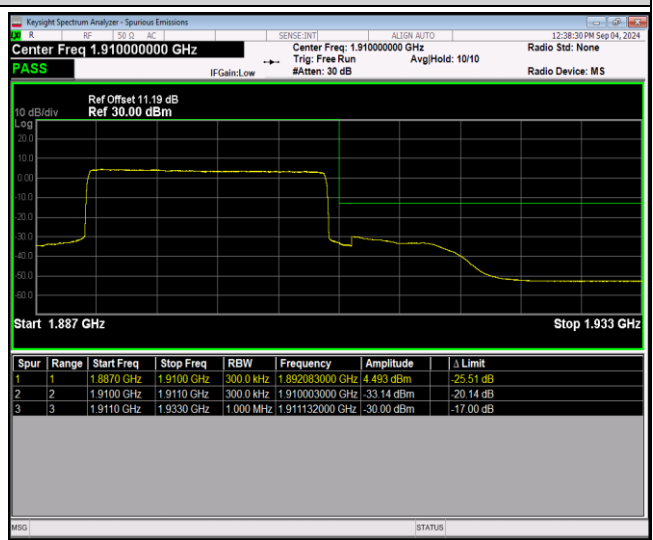 Keysight Spectrum Analyzer - Spurious Emissions
R RF 50 Ω AC SENSE:INT ALIGN AUTO 12:38:30 PM Sep 04, 2024
Center Freq 1.910000000 GHz Center Freq: 1.910000000 GHz Radio Std: None
Trig: Free Run Avg|Hold: 10/10
PASS IFGain:Low #Atten: 30 dB Radio Device: MS
Ref Offset 11.19 dB
10 dB/div Ref 30.00 dBm
Log
20.0
10.0
0.00
-10.0
-20.0
-30.0
-40.0
-50.0
-60.0
Start 1.887 GHz Stop 1.933 GHz
Spur Range Start Freq Stop Freq RBW Frequency Amplitude Δ Limit
1 1 1.8870 GHz 1.9100 GHz 300.0 kHz 1.892083000 GHz 4.493 dBm -25.51 dB
2 2 1.9100 GHz 1.9110 GHz 300.0 kHz 1.910003000 GHz -33.14 dBm -20.14 dB
3 3 1.9110 GHz 1.9330 GHz 1.000 MHz 1.911132000 GHz -30.00 dBm -17.00 dB
MSG STATUS